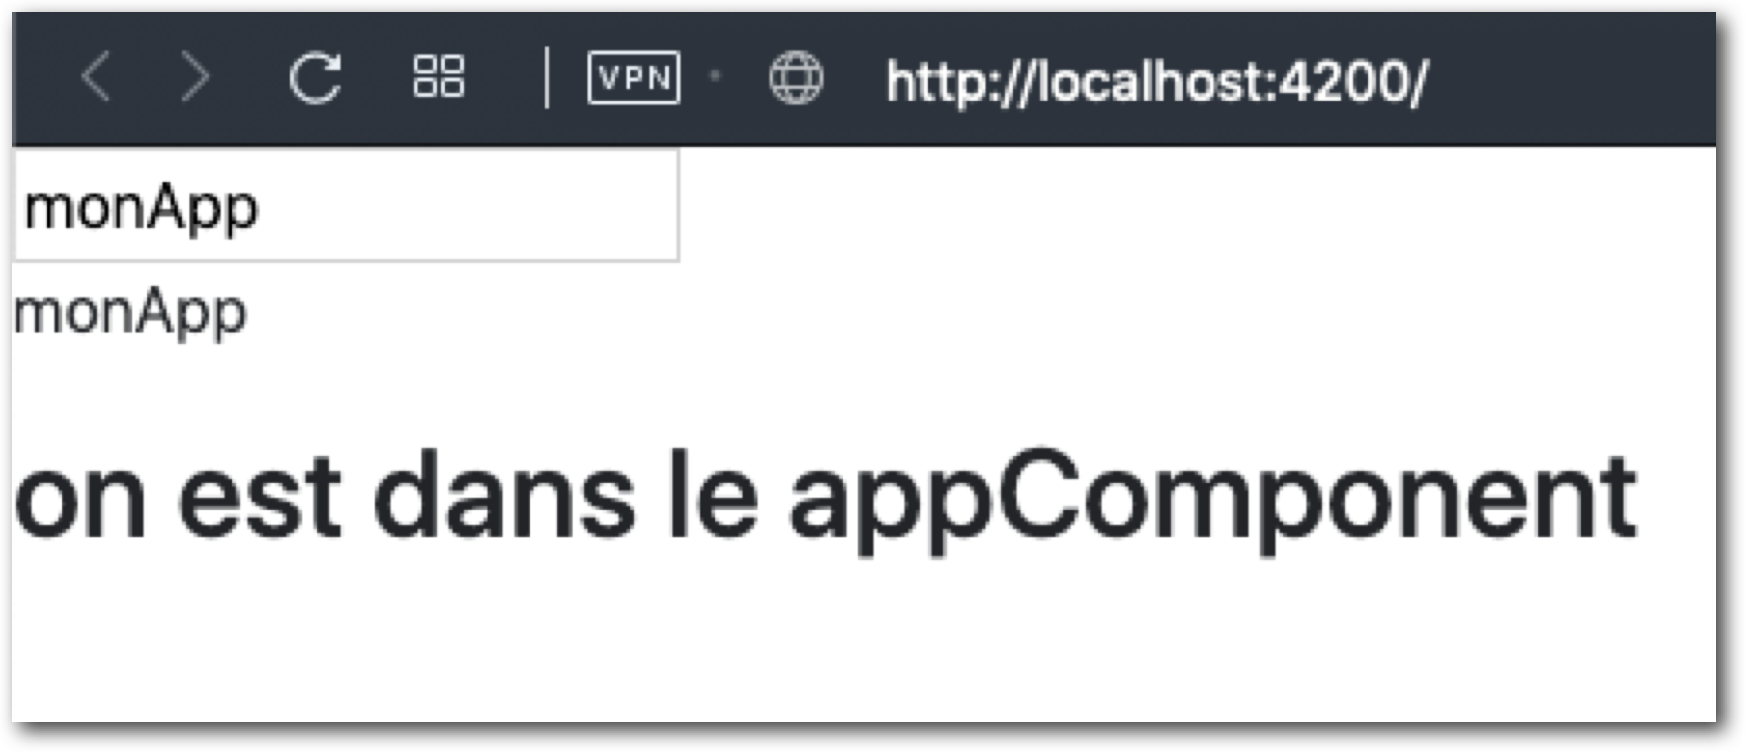 VPN http://localhost:4200/
monApp
monApp
on est dans le appComponent